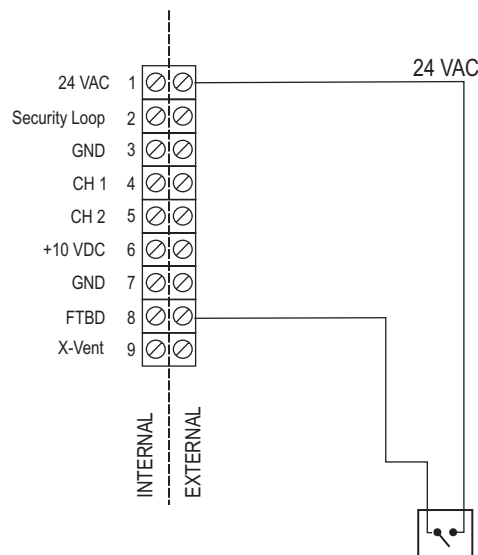 24 VAC
24 VAC 1
Security Loop 2
GND 3
CH 1 4
CH 2 5
+10 VDC 6
GND 7
FTBD 8
X-Vent 9
INTERNAL
EXTERNAL